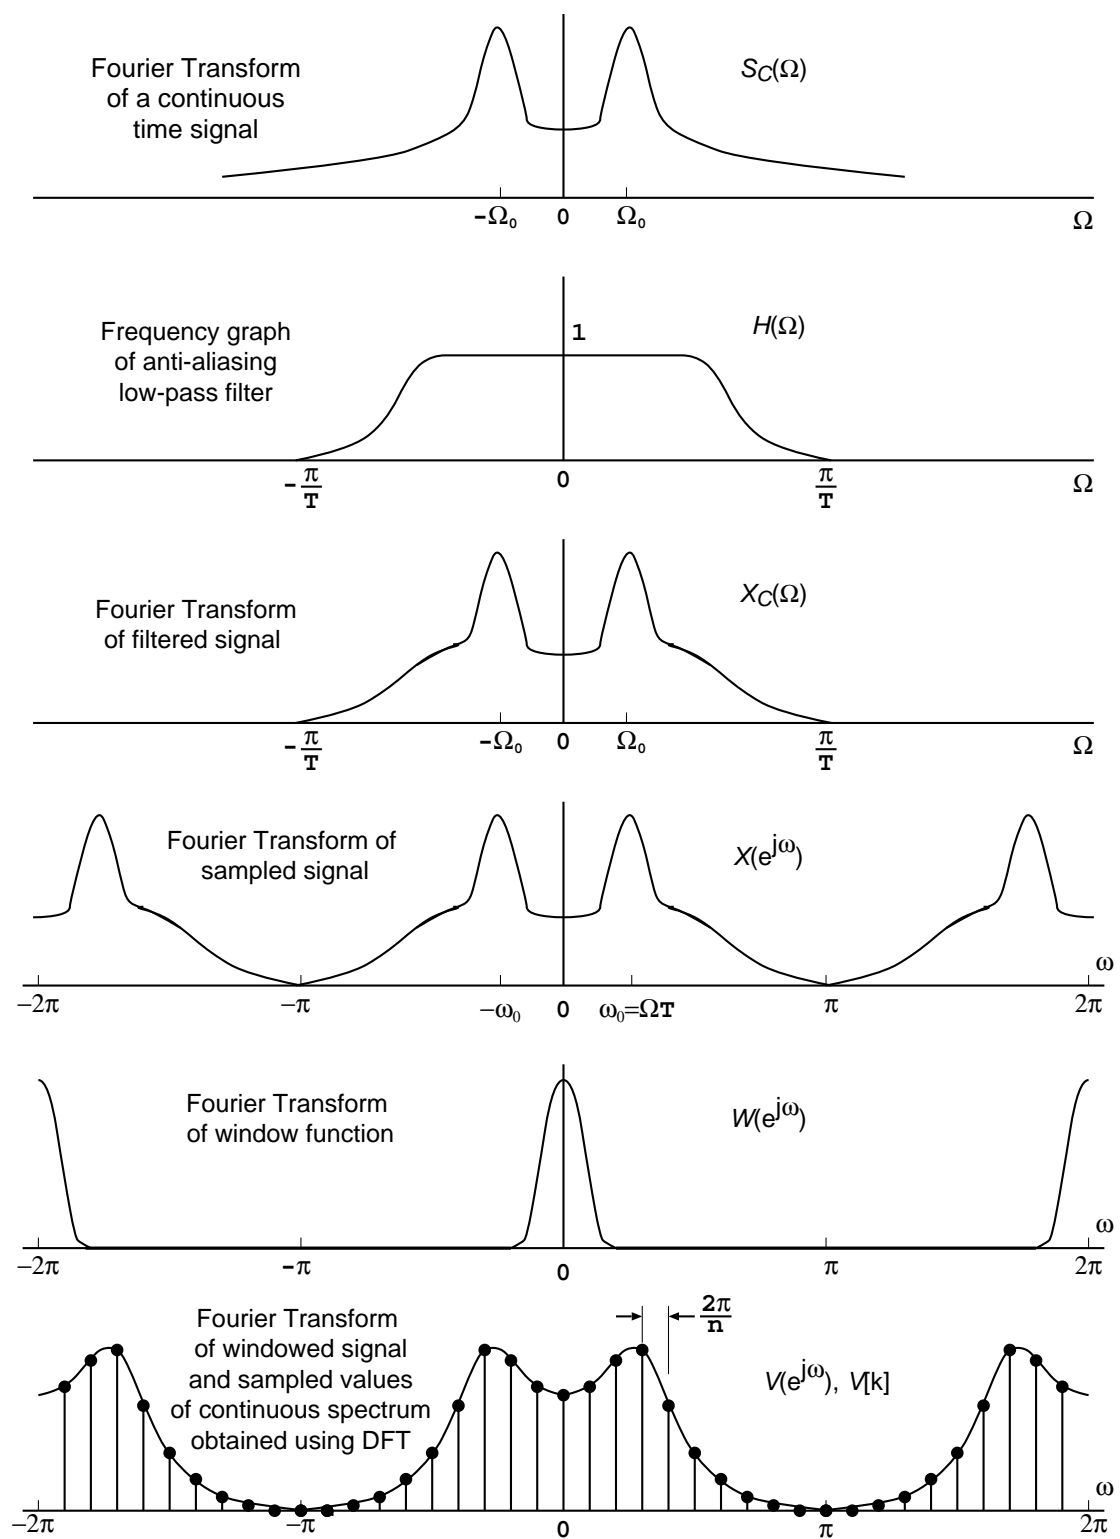 Fourier Transform
of a continuous
time signal
S_C(Ω)
-Ω₀ 0 Ω₀ Ω
Frequency graph
of anti-aliasing
low-pass filter
1
H(Ω)
-π/T 0 π/T Ω
Fourier Transform
of filtered signal
X_C(Ω)
-π/T -Ω₀ 0 Ω₀ π/T Ω
Fourier Transform of
sampled signal
X(e^jω)
ω
−2π −π −ω₀ 0 ω₀=ΩT π 2π
Fourier Transform
of window function
W(e^jω)
ω
−2π -π 0 π 2π
Fourier Transform
of windowed signal
and sampled values
of continuous spectrum
obtained using DFT
2π/n
V(e^jω), V[k]
ω
−2π −π 0 π 2π